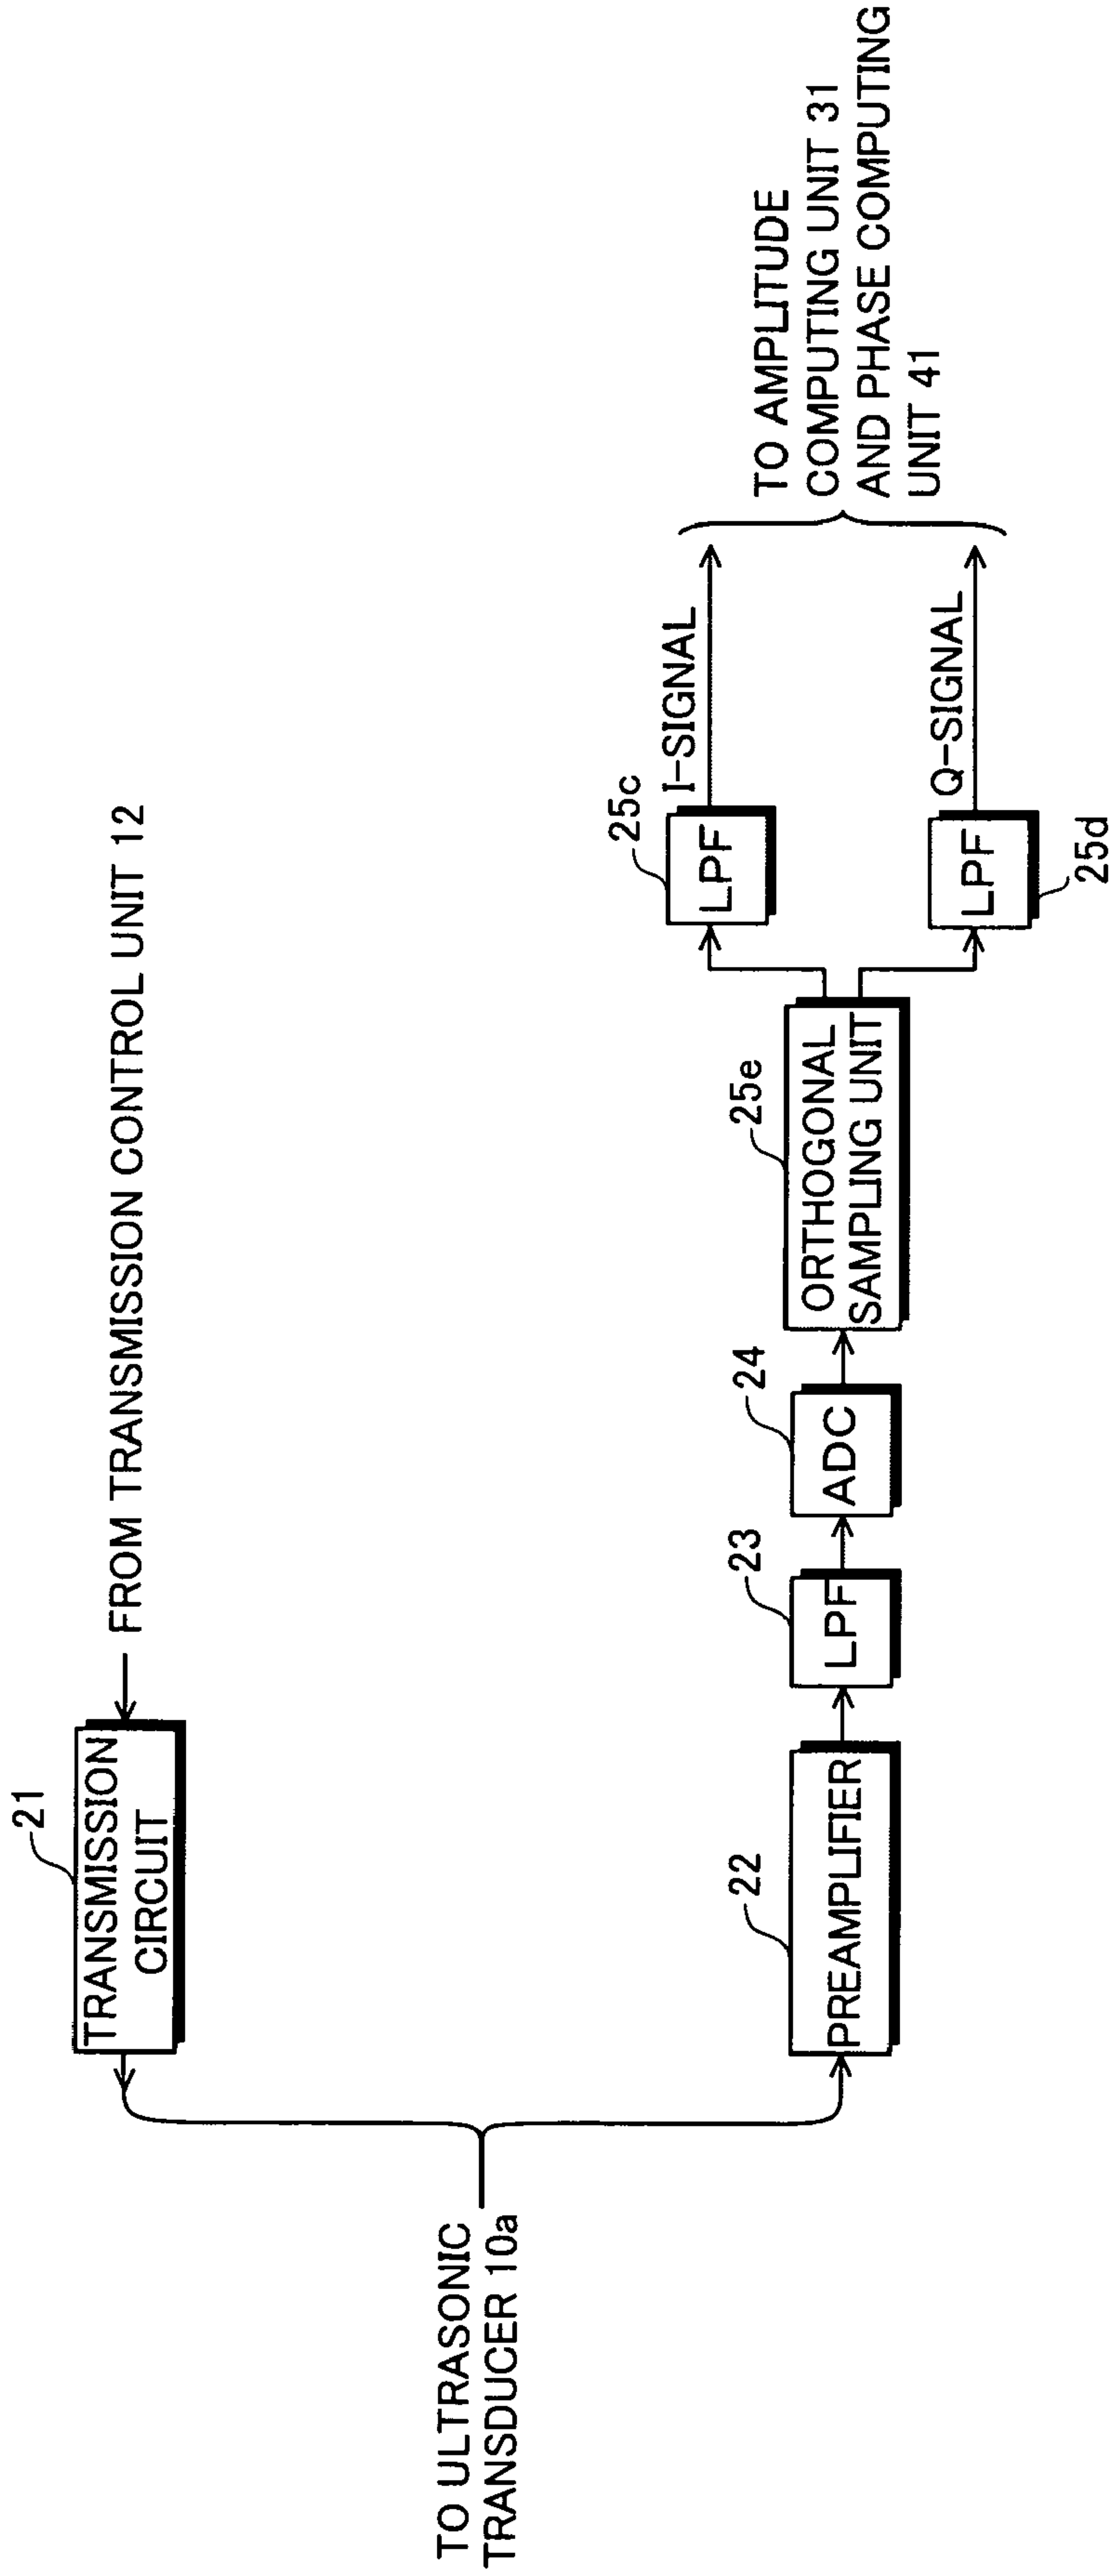 21
TRANSMISSION
CIRCUIT
FROM TRANSMISSION CONTROL UNIT 12
TO ULTRASONIC
TRANSDUCER 10a
22
PREAMPLIFIER
23
LPF
24
ADC
25e
ORTHOGONAL
SAMPLING UNIT
25c
LPF
I-SIGNAL
LPF
25d
Q-SIGNAL
TO AMPLITUDE
COMPUTING UNIT 31
AND PHASE COMPUTING
UNIT 41